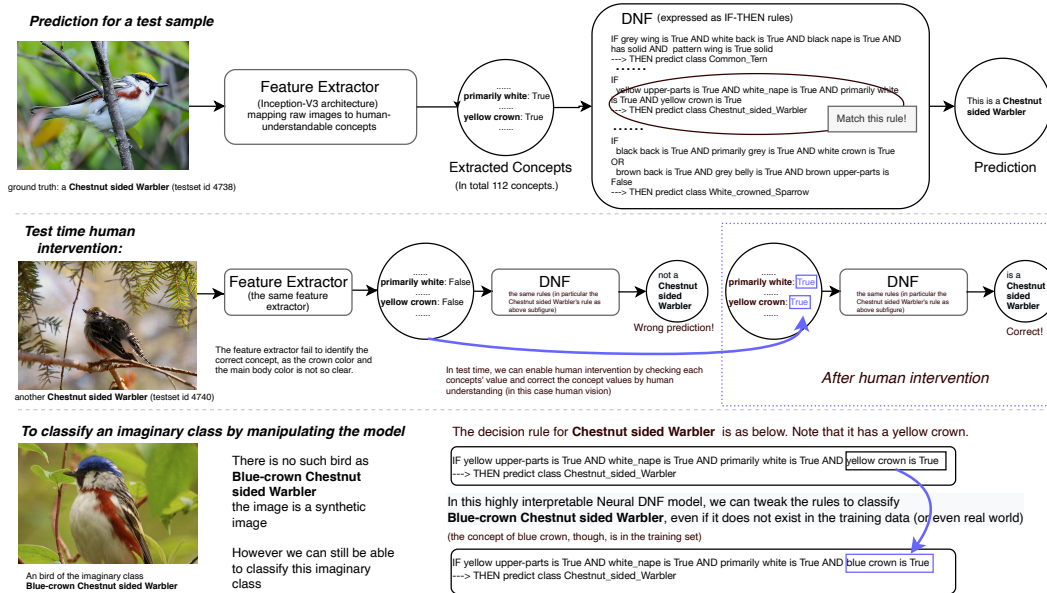 Prediction for a test sample
ground truth: a Chestnut sided Warbler (testset id 4738)
Feature Extractor
(Inception-V3 architecture)
mapping raw images to human-
understandable concepts
......
primarily white: True
......
yellow crown: True
......
Extracted Concepts
(In total 112 concepts.)
DNF (expressed as IF-THEN rules)
IF grey wing is True AND white back is True AND black nape is True AND
has solid AND pattern wing is True solid
---> THEN predict class Common_Tern
......
IF
yellow upper-parts is True AND white_nape is True AND primarily white
is True AND yellow crown is True
---> THEN predict class Chestnut_sided_Warbler
Match this rule!
......
IF
black back is True AND primarily grey is True AND white crown is True
OR
brown back is True AND grey belly is True AND brown upper-parts is
False
---> THEN predict class White_crowned_Sparrow
This is a Chestnut
sided Warbler
Prediction
Test time human
intervention:
another Chestnut sided Warbler (testset id 4740)
Feature Extractor
(the same feature
extractor)
The feature extractor fail to identify the
correct concept, as the crown color and
the main body color is not so clear.
......
primarily white: False
......
yellow crown: False
......
DNF
the same rules (in particular the
Chestnut sided Warbler's rule as
above subfigure)
not a
Chestnut
sided
Warbler
Wrong prediction!
In test time, we can enable human intervention by checking each
concepts' value and correct the concept values by human
understanding (in this case human vision)
......
primarily white: True
......
yellow crown: True
......
DNF
the same rules (in particular the
Chestnut sided Warbler's rule as
above subfigure)
is a
Chestnut
sided
Warbler
Correct!
After human intervention
To classify an imaginary class by manipulating the model
An bird of the imaginary class
Blue-crown Chestnut sided Warbler
There is no such bird as
Blue-crown Chestnut
sided Warbler
the image is a synthetic
image
However we can still be able
to classify this imaginary
class
The decision rule for Chestnut sided Warbler is as below. Note that it has a yellow crown.
IF yellow upper-parts is True AND white_nape is True AND primarily white is True AND yellow crown is True
---> THEN predict class Chestnut_sided_Warbler
In this highly interpretable Neural DNF model, we can tweak the rules to classify
Blue-crown Chestnut sided Warbler, even if it does not exist in the training data (or even real world)
(the concept of blue crown, though, is in the training set)
IF yellow upper-parts is True AND white_nape is True AND primarily white is True AND blue crown is True
---> THEN predict class Chestnut_sided_Warbler